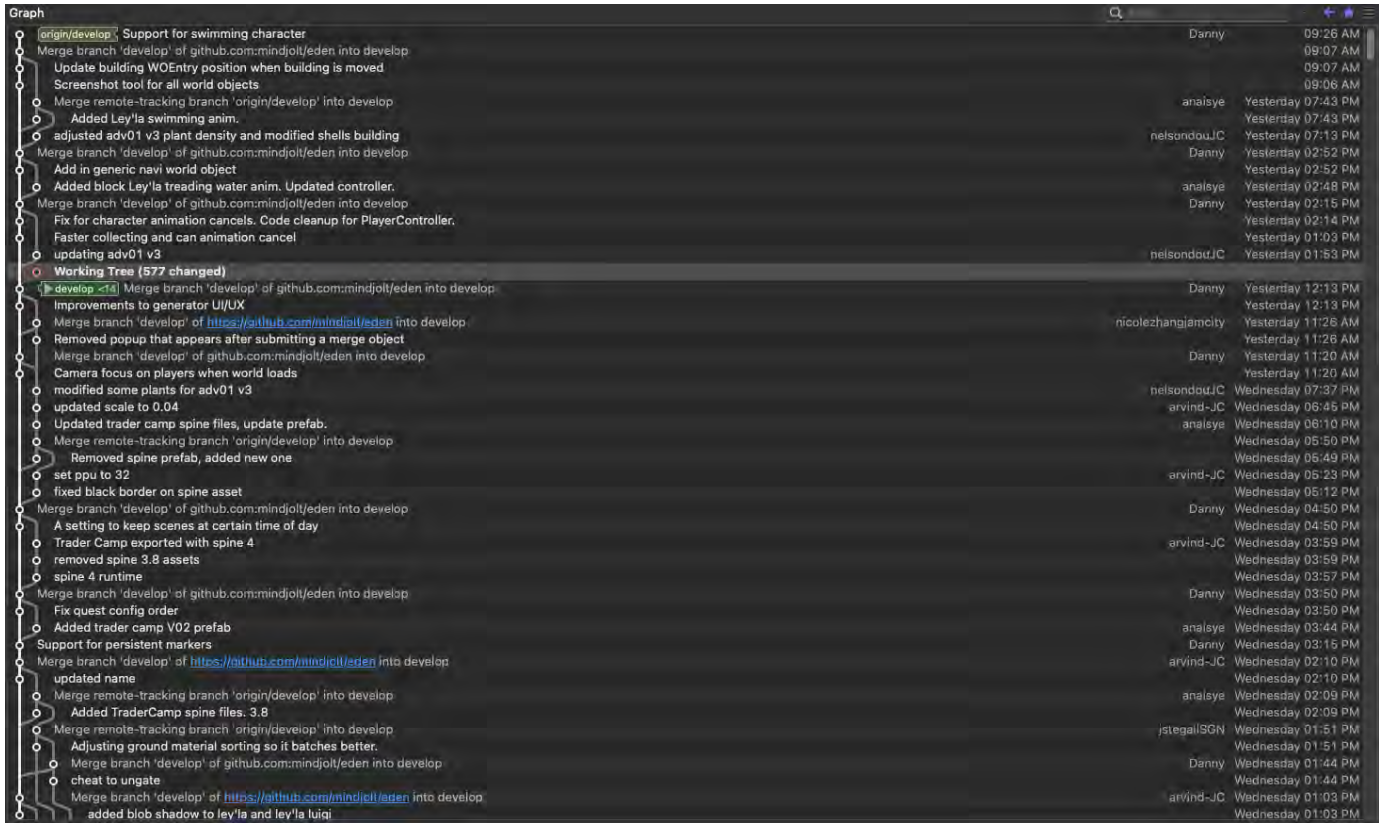 Graph
origin/develop Support for swimming character Danny 09:26 AM
Merge branch 'develop' of github.com:mindjolt/eden into develop 09:07 AM
Update building WOEntry position when building is moved 09:07 AM
Screenshot tool for all world objects 09:06 AM
Merge remote-tracking branch 'origin/develop' into develop anaisye Yesterday 07:43 PM
Added Ley'la swimming anim. Yesterday 07:43 PM
adjusted adv01 v3 plant density and modified shells building nelsondouJC Yesterday 07:13 PM
Merge branch 'develop' of github.com:mindjolt/eden into develop Danny Yesterday 02:52 PM
Add in generic navi world object Yesterday 02:52 PM
Added block Ley'la treading water anim. Updated controller. anaisye Yesterday 02:48 PM
Merge branch 'develop' of github.com:mindjolt/eden into develop Danny Yesterday 02:15 PM
Fix for character animation cancels. Code cleanup for PlayerController. Yesterday 02:14 PM
Faster collecting and can animation cancel Yesterday 01:03 PM
updating adv01 v3 nelsondouJC Yesterday 01:53 PM
Working Tree (577 changed)
develop <14 Merge branch 'develop' of github.com:mindjolt/eden into develop Danny Yesterday 12:13 PM
Improvements to generator UI/UX Yesterday 12:13 PM
Merge branch 'develop' of https://github.com/mindjolt/eden into develop nicolezhangjamcity Yesterday 11:26 AM
Removed popup that appears after submitting a merge object Yesterday 11:26 AM
Merge branch 'develop' of github.com:mindjolt/eden into develop Danny Yesterday 11:20 AM
Camera focus on players when world loads Yesterday 11:20 AM
modified some plants for adv01 v3 nelsondouJC Wednesday 07:37 PM
updated scale to 0.04 arvind-JC Wednesday 06:45 PM
Updated trader camp spine files, update prefab. anaisye Wednesday 06:10 PM
Merge remote-tracking branch 'origin/develop' into develop Wednesday 05:50 PM
Removed spine prefab, added new one Wednesday 05:49 PM
set ppu to 32 arvind-JC Wednesday 05:23 PM
fixed black border on spine asset Wednesday 05:12 PM
Merge branch 'develop' of github.com:mindjolt/eden into develop Danny Wednesday 04:50 PM
A setting to keep scenes at certain time of day Wednesday 04:50 PM
Trader Camp exported with spine 4 arvind-JC Wednesday 03:59 PM
removed spine 3.8 assets Wednesday 03:59 PM
spine 4 runtime Wednesday 03:57 PM
Merge branch 'develop' of github.com:mindjolt/eden into develop Danny Wednesday 03:50 PM
Fix quest config order Wednesday 03:50 PM
Added trader camp V02 prefab anaisye Wednesday 03:44 PM
Support for persistent markers Danny Wednesday 03:15 PM
Merge branch 'develop' of https://github.com/mindjolt/eden into develop arvind-JC Wednesday 02:10 PM
updated name Wednesday 02:10 PM
Merge remote-tracking branch 'origin/develop' into develop anaisye Wednesday 02:09 PM
Added TraderCamp spine files. 3.8 Wednesday 02:09 PM
Merge remote-tracking branch 'origin/develop' into develop jstegallSGN Wednesday 01:51 PM
Adjusting ground material sorting so it batches better. Wednesday 01:51 PM
Merge branch 'develop' of github.com:mindjolt/eden into develop Danny Wednesday 01:44 PM
cheat to ungate Wednesday 01:44 PM
Merge branch 'develop' of https://github.com/mindjolt/eden into develop arvind-JC Wednesday 01:03 PM
added blob shadow to ley'la and ley'la luigi Wednesday 01:03 PM